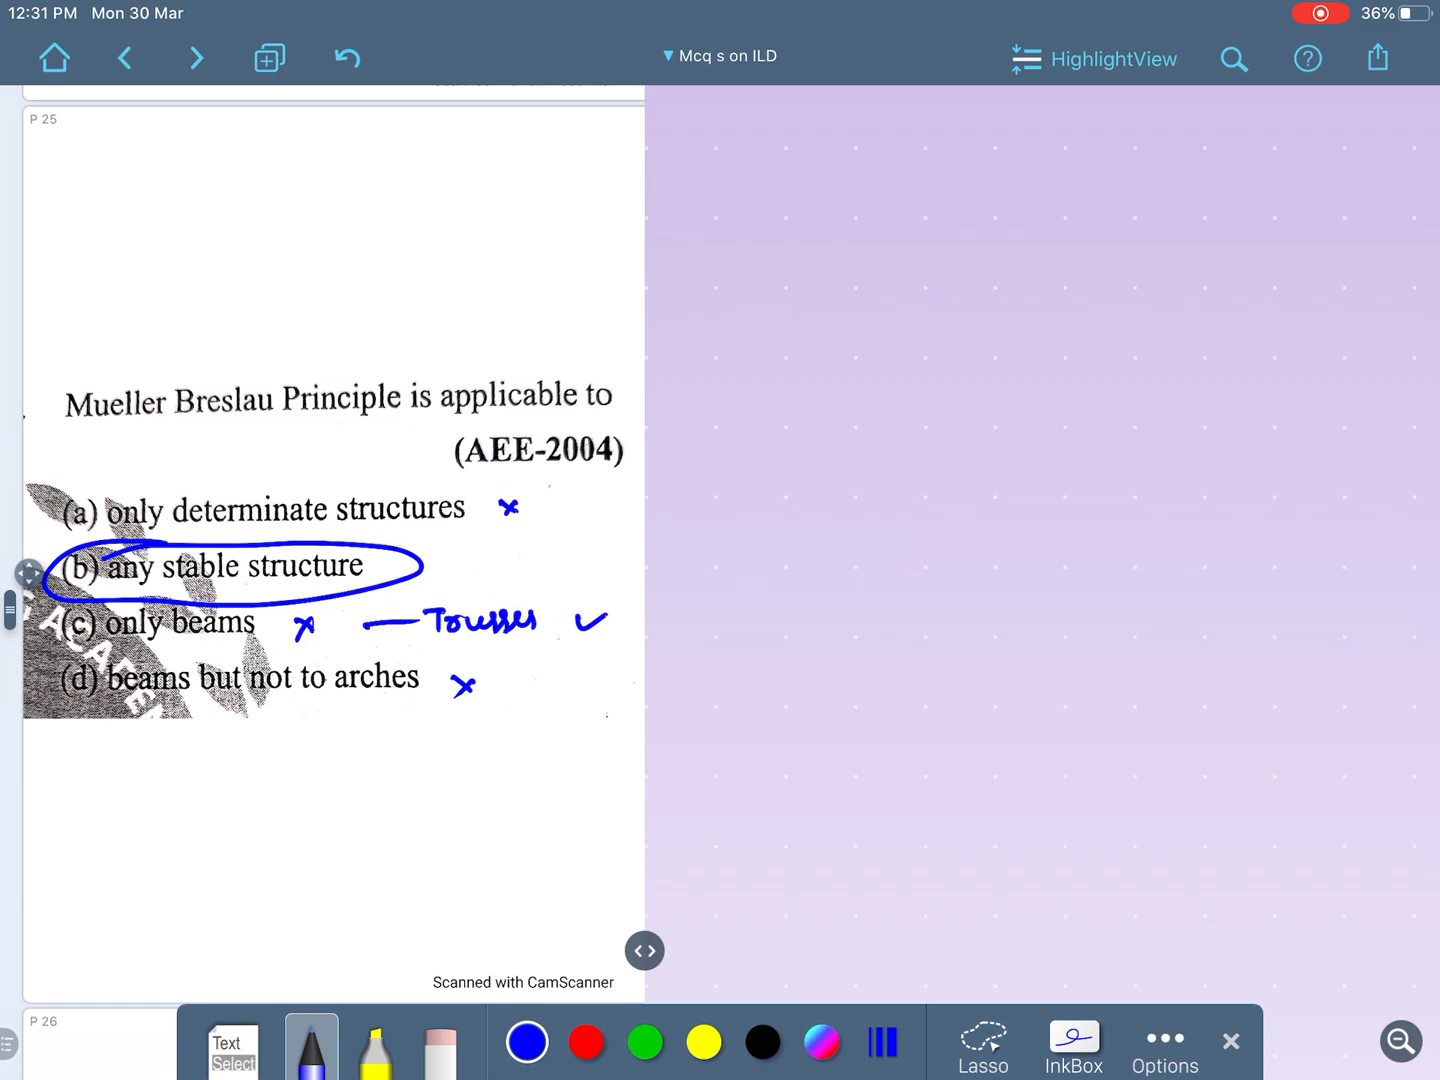 12:31 PM Mon 30 Mar
36%
Mcq s on ILD
HighlightView
P 25
Mueller Breslau Principle is applicable to
(AEE-2004)
(a) only determinate structures ×
(b) any stable structure
(c) only beams × — Trusses ✓
(d) beams but not to arches ×
Scanned with CamScanner
P 26
Text
Select
Lasso
InkBox
Options